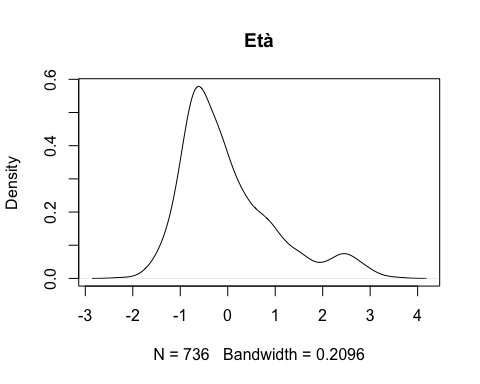 Età
Density
0.0 0.2 0.4 0.6
-3 -2 -1 0 1 2 3 4
N = 736 Bandwidth = 0.2096